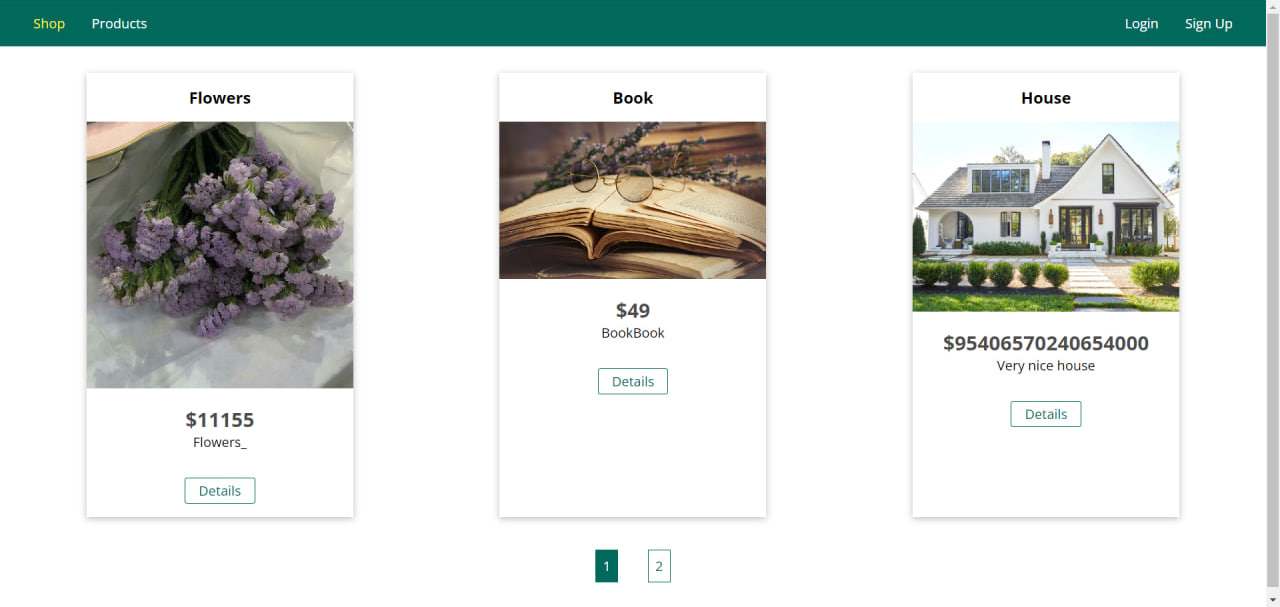 Shop Products Login Sign Up
Flowers
$11155
Flowers_
Details
Book
$49
BookBook
Details
House
$95406570240654000
Very nice house
Details
1 2